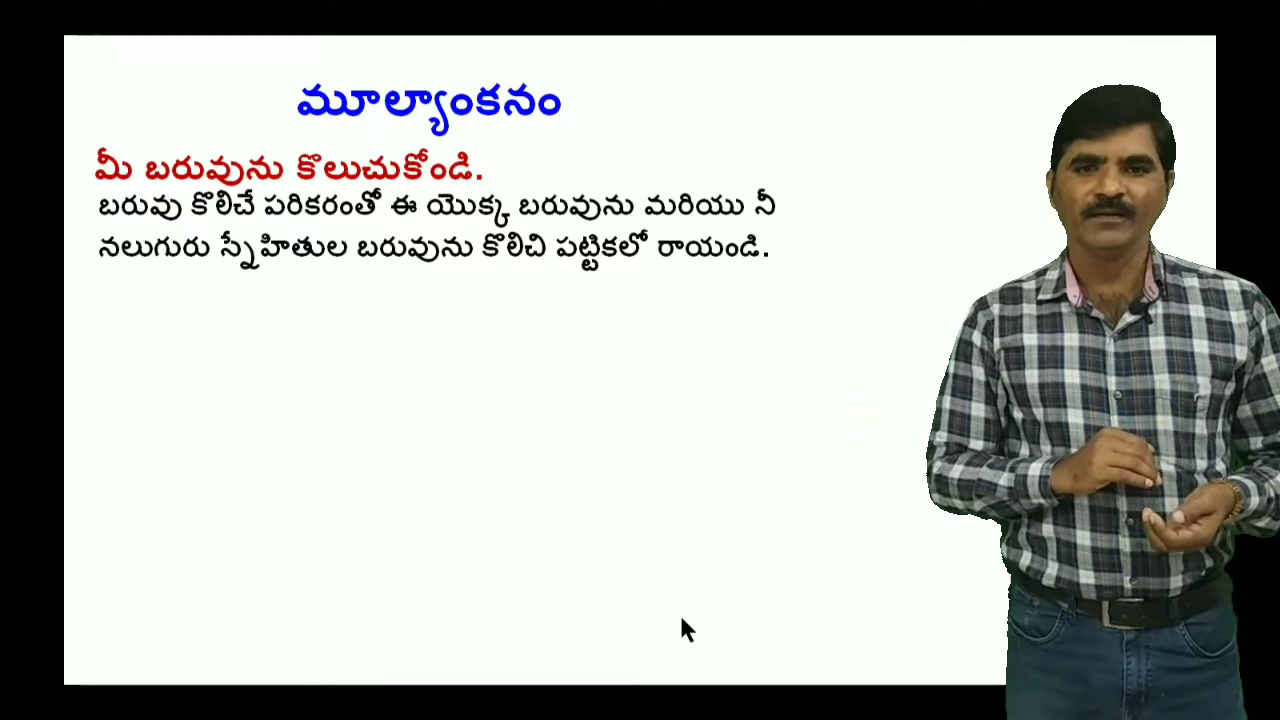 మూల్యాంకనం
మీ బరువును కొలుచుకోండి.
బరువు కొలిచే పరికరంతో ఈ యొక్క బరువును మరియు నీ
నలుగురు స్నేహితుల బరువును కొలిచి పట్టికలో రాయండి.